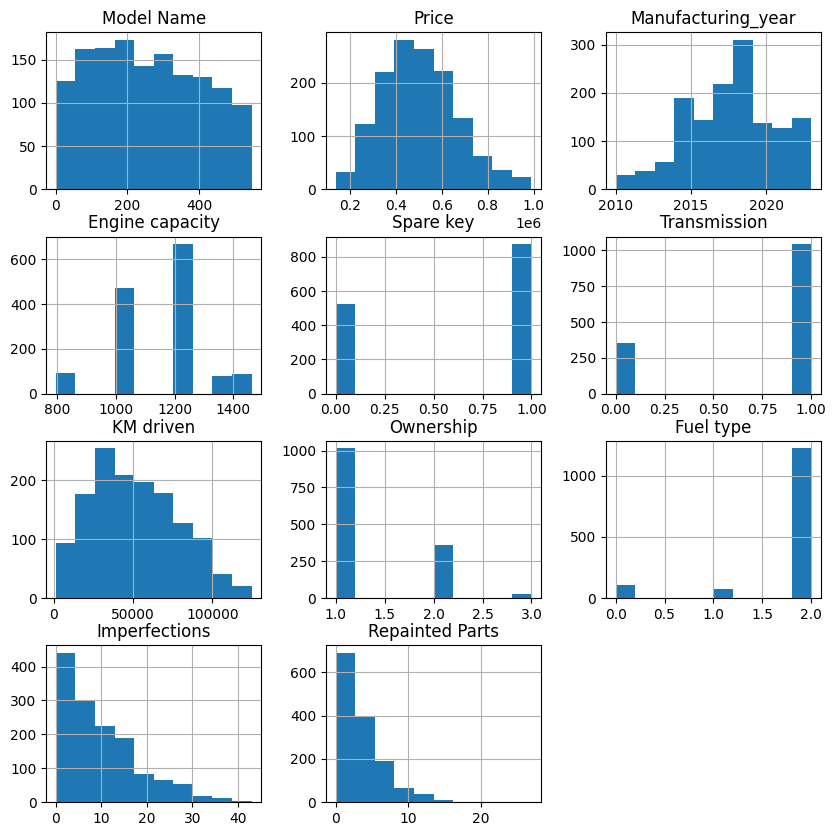 Model Name
Price
Manufacturing_year
150
100
50
0
0 200 400
200
100
0
0.2 0.4 0.6 0.8 1.0
1e6
300
200
100
0
2010 2015 2020
Engine capacity
Spare key
Transmission
600
400
200
0
800 1000 1200 1400
800
600
400
200
0
0.00 0.25 0.50 0.75 1.00
1000
750
500
250
0
0.00 0.25 0.50 0.75 1.00
KM driven
Ownership
Fuel type
200
100
0
0 50000 100000
1000
750
500
250
0
1.0 1.5 2.0 2.5 3.0
1000
500
0
0.0 0.5 1.0 1.5 2.0
Imperfections
Repainted Parts
400
300
200
100
0
0 10 20 30 40
600
400
200
0
0 10 20